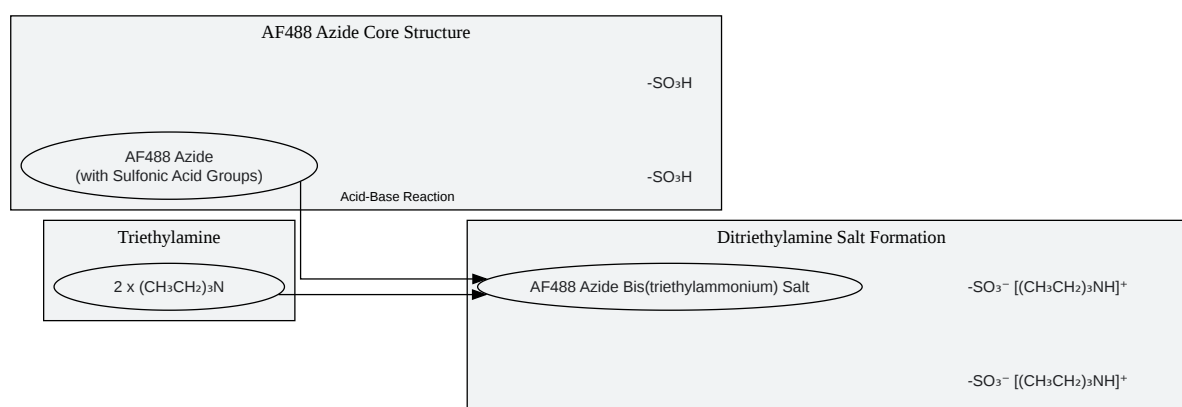 AF488 Azide Core Structure
-SO₃H
AF488 Azide
(with Sulfonic Acid Groups)
-SO₃H
Acid-Base Reaction
Triethylamine
2 x (CH₃CH₂)₃N
Ditriethylamine Salt Formation
AF488 Azide Bis(triethylammonium) Salt
-SO₃⁻ [(CH₃CH₂)₃NH]⁺
-SO₃⁻ [(CH₃CH₂)₃NH]⁺